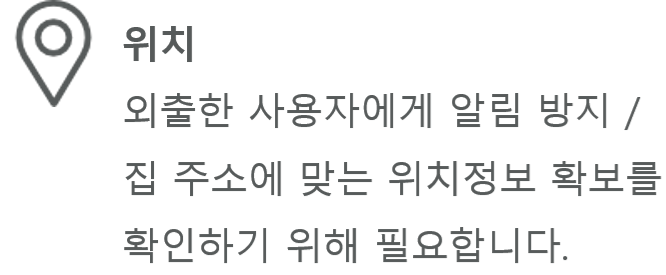 위치
외출한 사용자에게 알림 방지 /
집 주소에 맞는 위치정보 확보를
확인하기 위해 필요합니다.